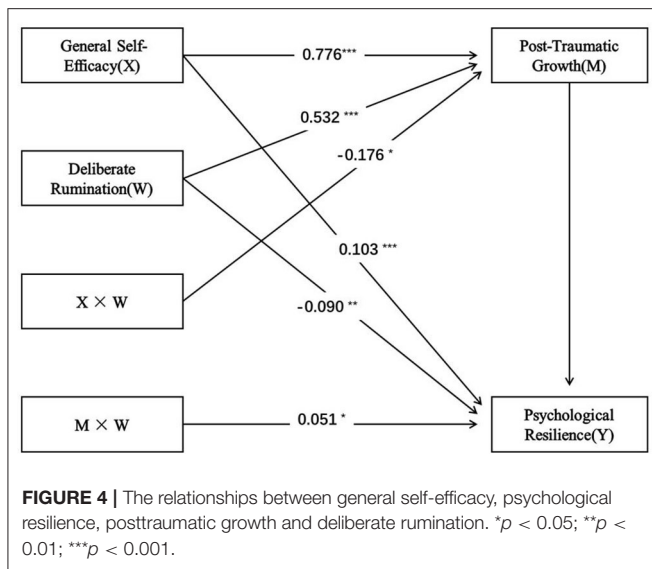 General Self-
Efficacy(X)
0.776***
Post-Traumatic
Growth(M)
0.532 ***
Deliberate
Rumination(W)
-0.176 *
X × W
0.103 ***
-0.090 **
M × W
0.051 *
Psychological
Resilience(Y)
FIGURE 4 | The relationships between general self-efficacy, psychological
resilience, posttraumatic growth and deliberate rumination. *p < 0.05; **p <
0.01; ***p < 0.001.